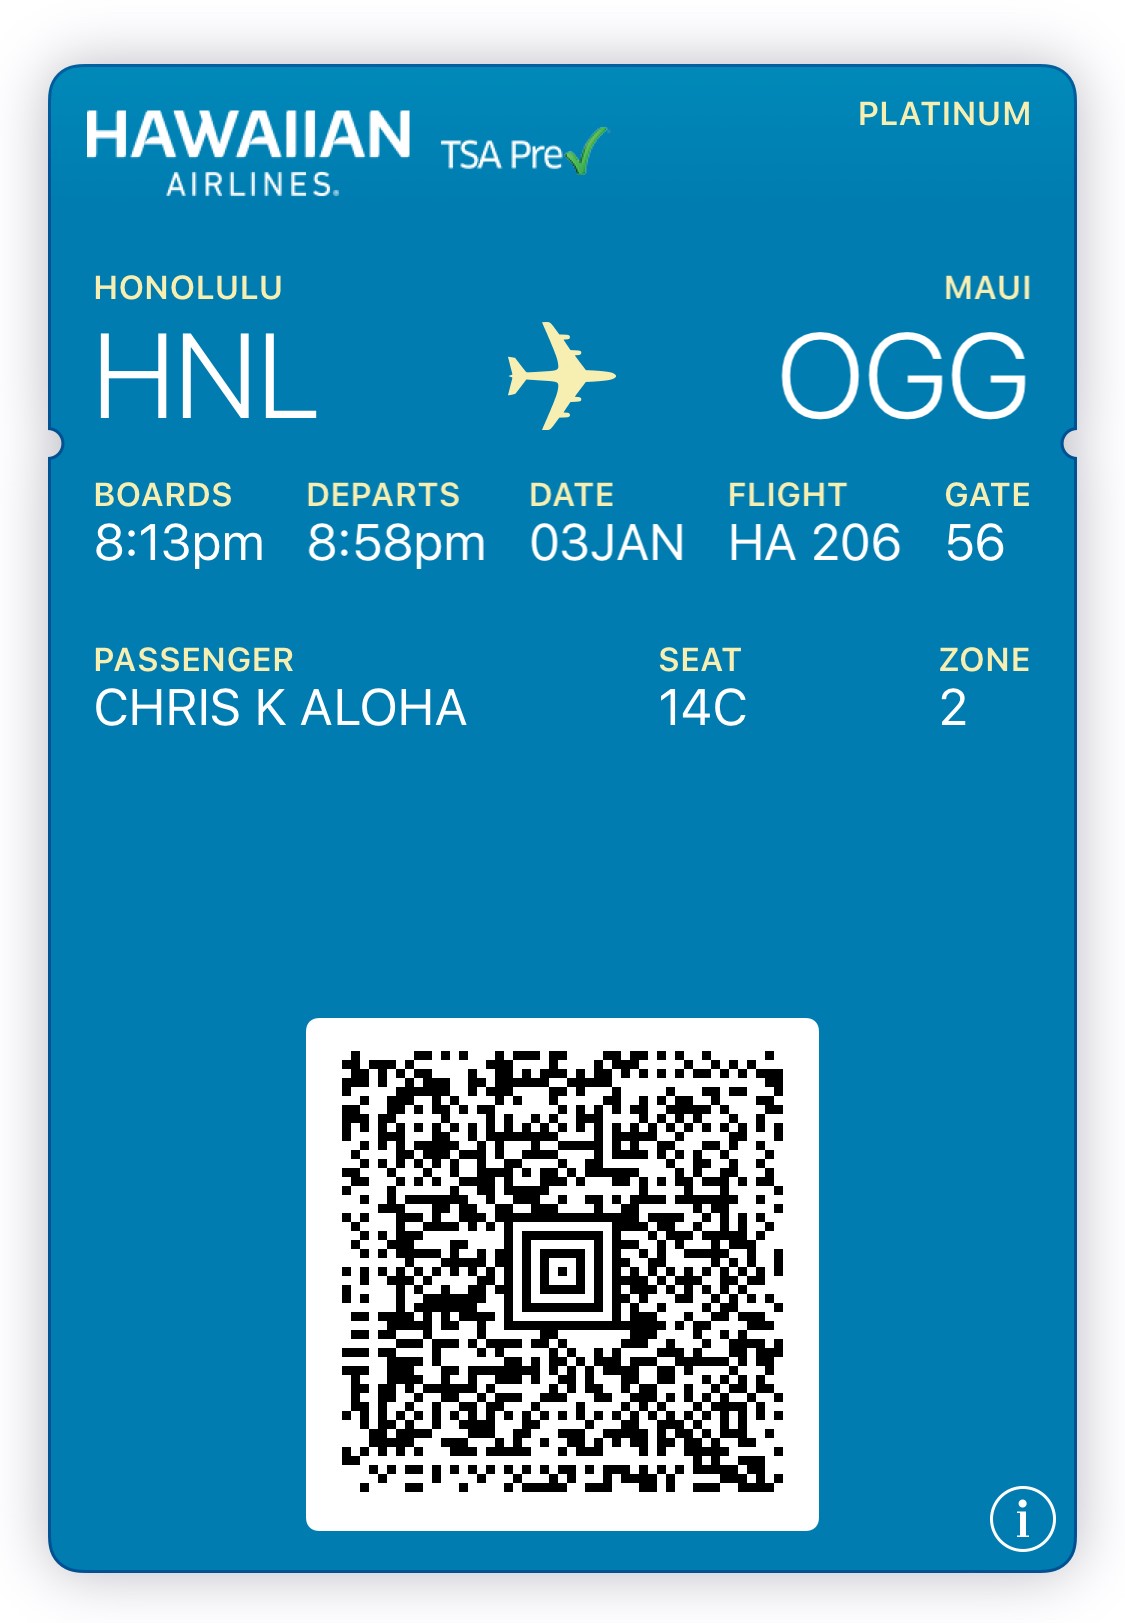 HAWAIIAN
AIRLINES.
TSA Pre✓
PLATINUM
HONOLULU MAUI
HNL OGG
BOARDS DEPARTS DATE FLIGHT GATE
8:13pm 8:58pm 03JAN HA 206 56
PASSENGER SEAT ZONE
CHRIS K ALOHA 14C 2
i